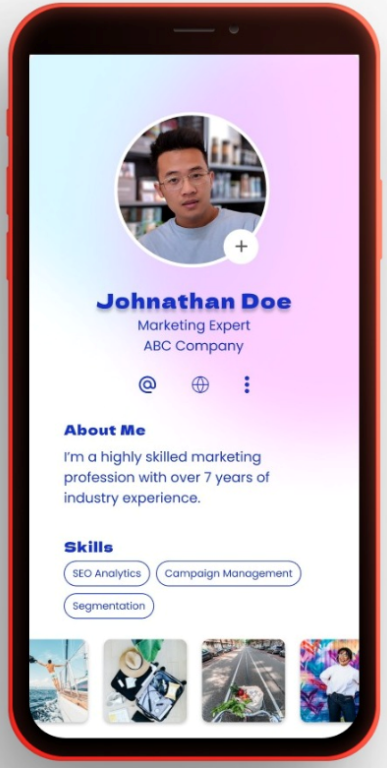 Johnathan Doe
Marketing Expert
ABC Company
About Me
I'm a highly skilled marketing
profession with over 7 years of
industry experience.
Skills
SEO Analytics
Campaign Management
Segmentation